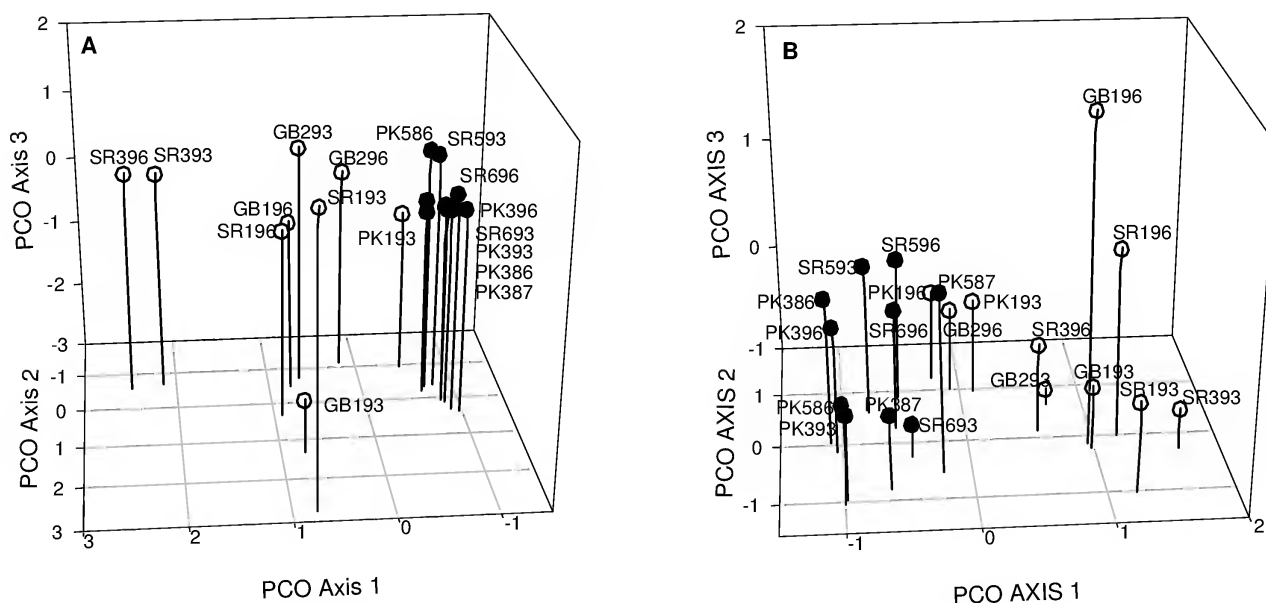 A
2
1
0
-1
-2
-3
-1
0
1
2
3
3
2
1
0
-1
PCO Axis 3
PCO Axis 2
PCO Axis 1
SR396
SR393
GB293
GB296
PK586
SR593
SR696
GB196
SR196
SR193
PK193
PK396
SR693
PK393
PK386
PK387
GB193
B
2
1
0
-1
1
0
-1
-1
0
1
2
PCO AXIS 3
PCO AXIS 2
PCO AXIS 1
GB196
SR196
SR596
SR593
PK386
PK196
PK587
PK193
PK396
SR696
GB296
SR396
GB293
GB193
SR193
SR393
PK586
PK387
PK393
SR693